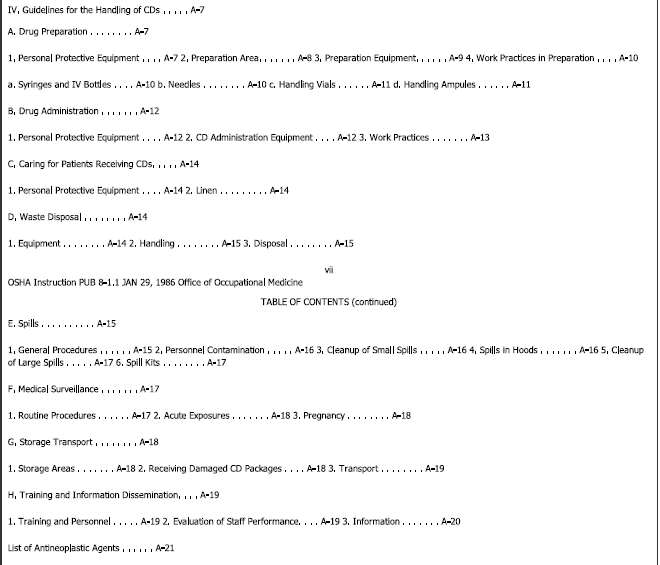 IV, Guidelines for the Handling of CDs , , , , , A-7
A. Drug Preparation . . . . . . . . A-7
1, Personal Protective Equipment , , , , A-7 2, Preparation Area, , , , , , , A-8 3, Preparation Equipment, , , , , , A-9 4, Work Practices in Preparation , , , , A-10
a. Syringes and IV Bottles . . . . A-10 b. Needles . . . . . . . . A-10 c. Handling Vials . . . . . . A-11 d. Handling Ampules . . . . . . A-11
B, Drug Administration , , , , , , , A-12
1. Personal Protective Equipment . . . . A-12 2. CD Administration Equipment . . . . A-12 3. Work Practices . . . . . . . A-13
C, Caring for Patients Receiving CDs, , , , , A-14
1. Personal Protective Equipment . . . . A-14 2. Linen . . . . . . . . . A-14
D, Waste Disposal , , , , , , , , A-14
1. Equipment . . . . . . . . A-14 2. Handling . . . . . . . . A-15 3. Disposal . . . . . . . . A-15
vii
OSHA Instruction PUB 8-1.1 JAN 29, 1986 Office of Occupational Medicine
TABLE OF CONTENTS (continued)
E. Spills . . . . . . . . . . A-15
1, General Procedures , , , , , , A-15 2, Personnel Contamination , , , , , A-16 3, Cleanup of Small Spills , , , , , A-16 4, Spills in Hoods , , , , , , , A-16 5, Cleanup
of Large Spills . . . . . A-17 6. Spill Kits . . . . . . . . A-17
F, Medical Surveillance , , , , , , , A-17
1. Routine Procedures . . . . . . A-17 2. Acute Exposures . . . . . . . A-18 3. Pregnancy . . . . . . . . A-18
G, Storage Transport , , , , , , , , A-18
1. Storage Areas . . . . . . . A-18 2. Receiving Damaged CD Packages . . . . A-18 3. Transport . . . . . . . . A-19
H, Training and Information Dissemination, , , , A-19
1. Training and Personnel . . . . . A-19 2. Evaluation of Staff Performance. . . . A-19 3. Information . . . . . . . A-20
List of Antineoplastic Agents , , , , , , A-21